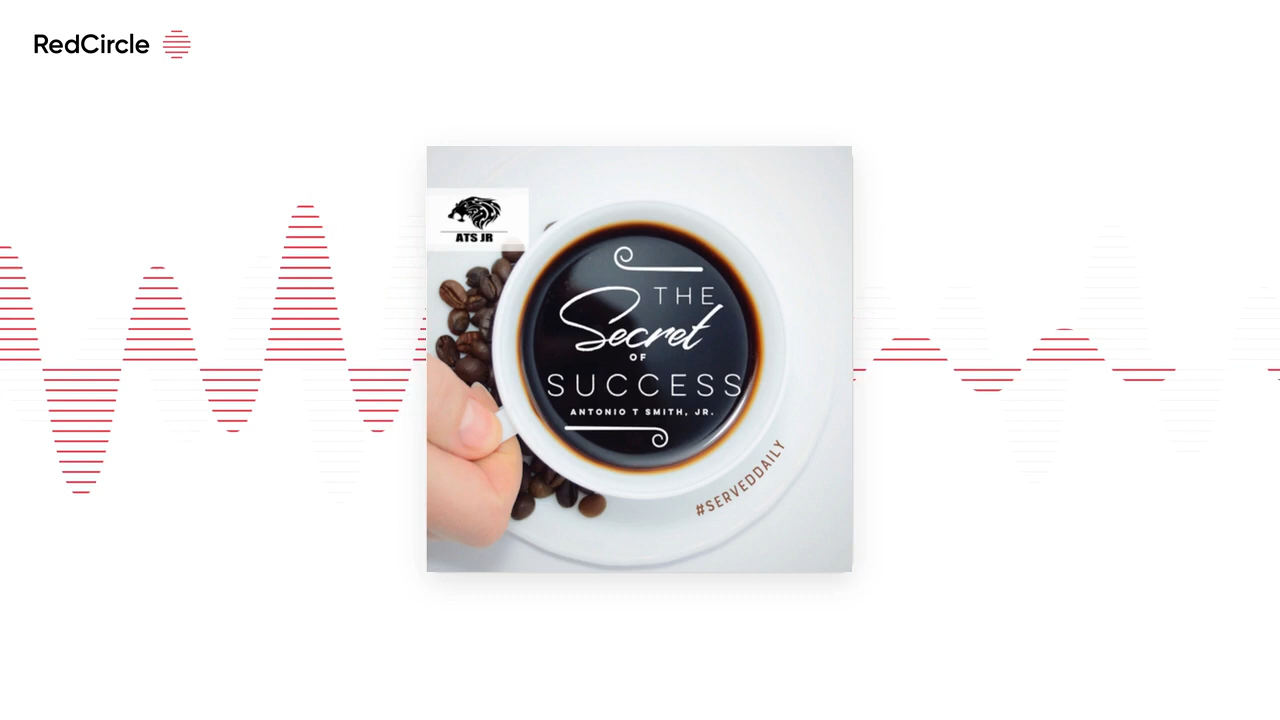 RedCircle
ATS JR
THE
Secret
OF
SUCCESS
ANTONIO T SMITH, JR.
#SERVEDDAILY